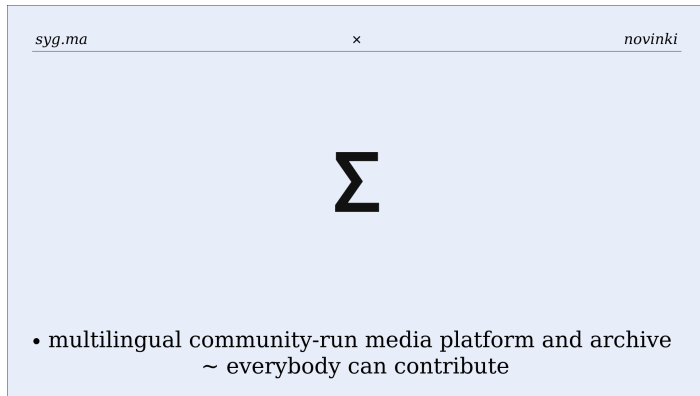 syg.ma × novinki
Σ
• multilingual community-run media platform and archive
~ everybody can contribute